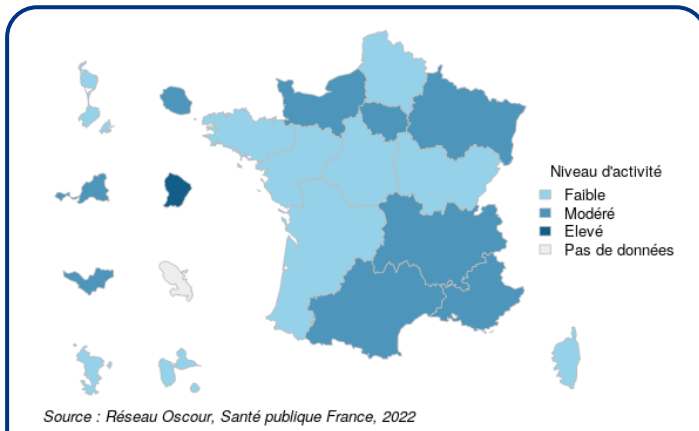 Niveau d'activité
Faible
Modéré
Elevé
Pas de données
Source : Réseau Oscour, Santé publique France, 2022